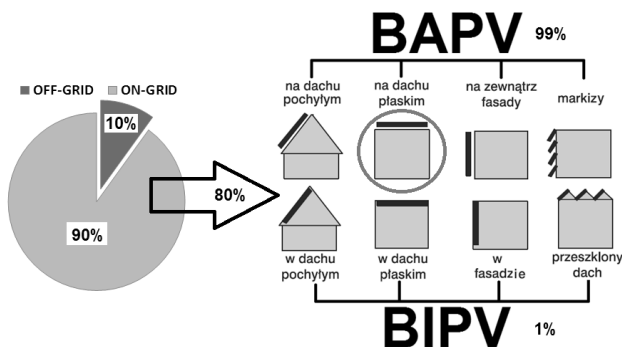 BAPV 99%
na dachu
pochyłym
na dachu
płaskim
na zewnątrz
fasady
markizy
OFF-GRID
ON-GRID
10%
90%
80%
w dachu
pochyłym
w dachu
płaskim
w
fasadzie
przeszklony
dach
BIPV 1%